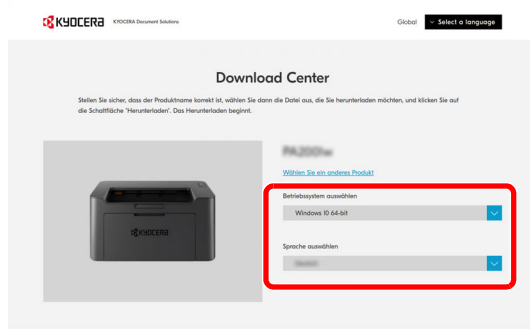 KYOCERA KYOCERA Document Solutions Global Select a language
Download Center
Stellen Sie sicher, dass der Produktname korrekt ist, wählen Sie dann die Datei aus, die Sie herunterladen möchten, und klicken Sie auf
die Schaltfläche 'Herunterladen'. Das Herunterladen beginnt.
Wählen Sie ein anderes Produkt
Betriebssystem auswählen
Windows 10 64-bit
KYOCERA
Sprache auswählen